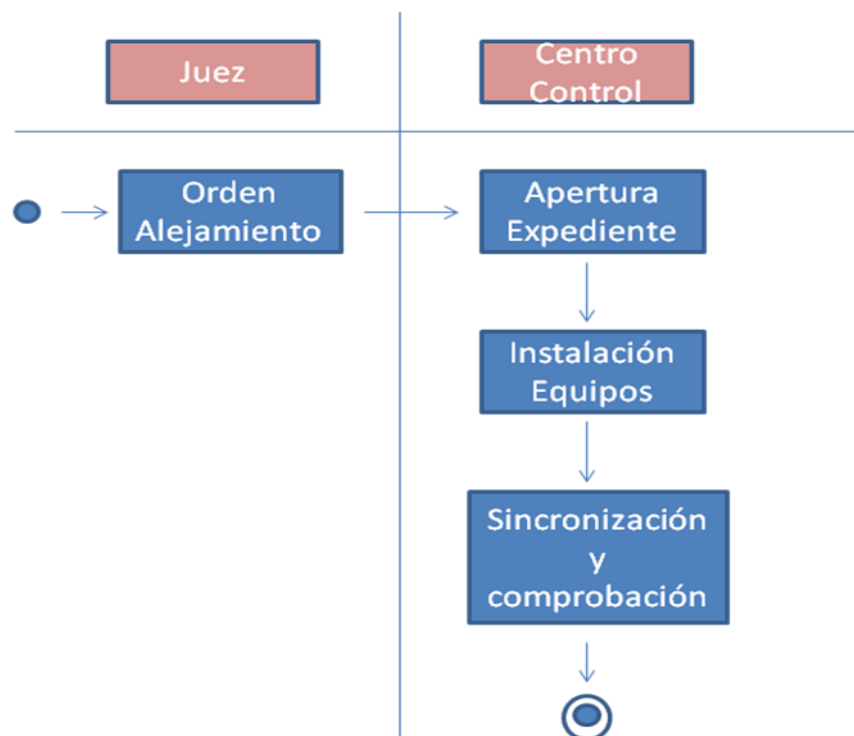 Juez
Centro
Control
Orden
Alejamiento
Apertura
Expediente
Instalación
Equipos
Sincronización
y
comprobación